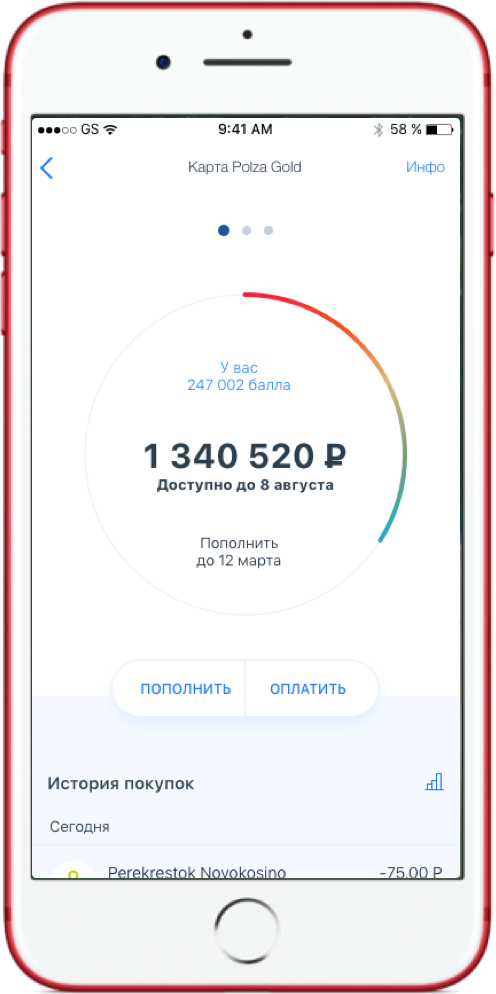 GS 9:41 AM 58 %
Карта Polza Gold Инфо
У вас
247 002 балла
1 340 520 ₽
Доступно до 8 августа
Пополнить
до 12 марта
ПОПОЛНИТЬ ОПЛАТИТЬ
История покупок
Сегодня
Perekrestok Novokosino -75.00 Р